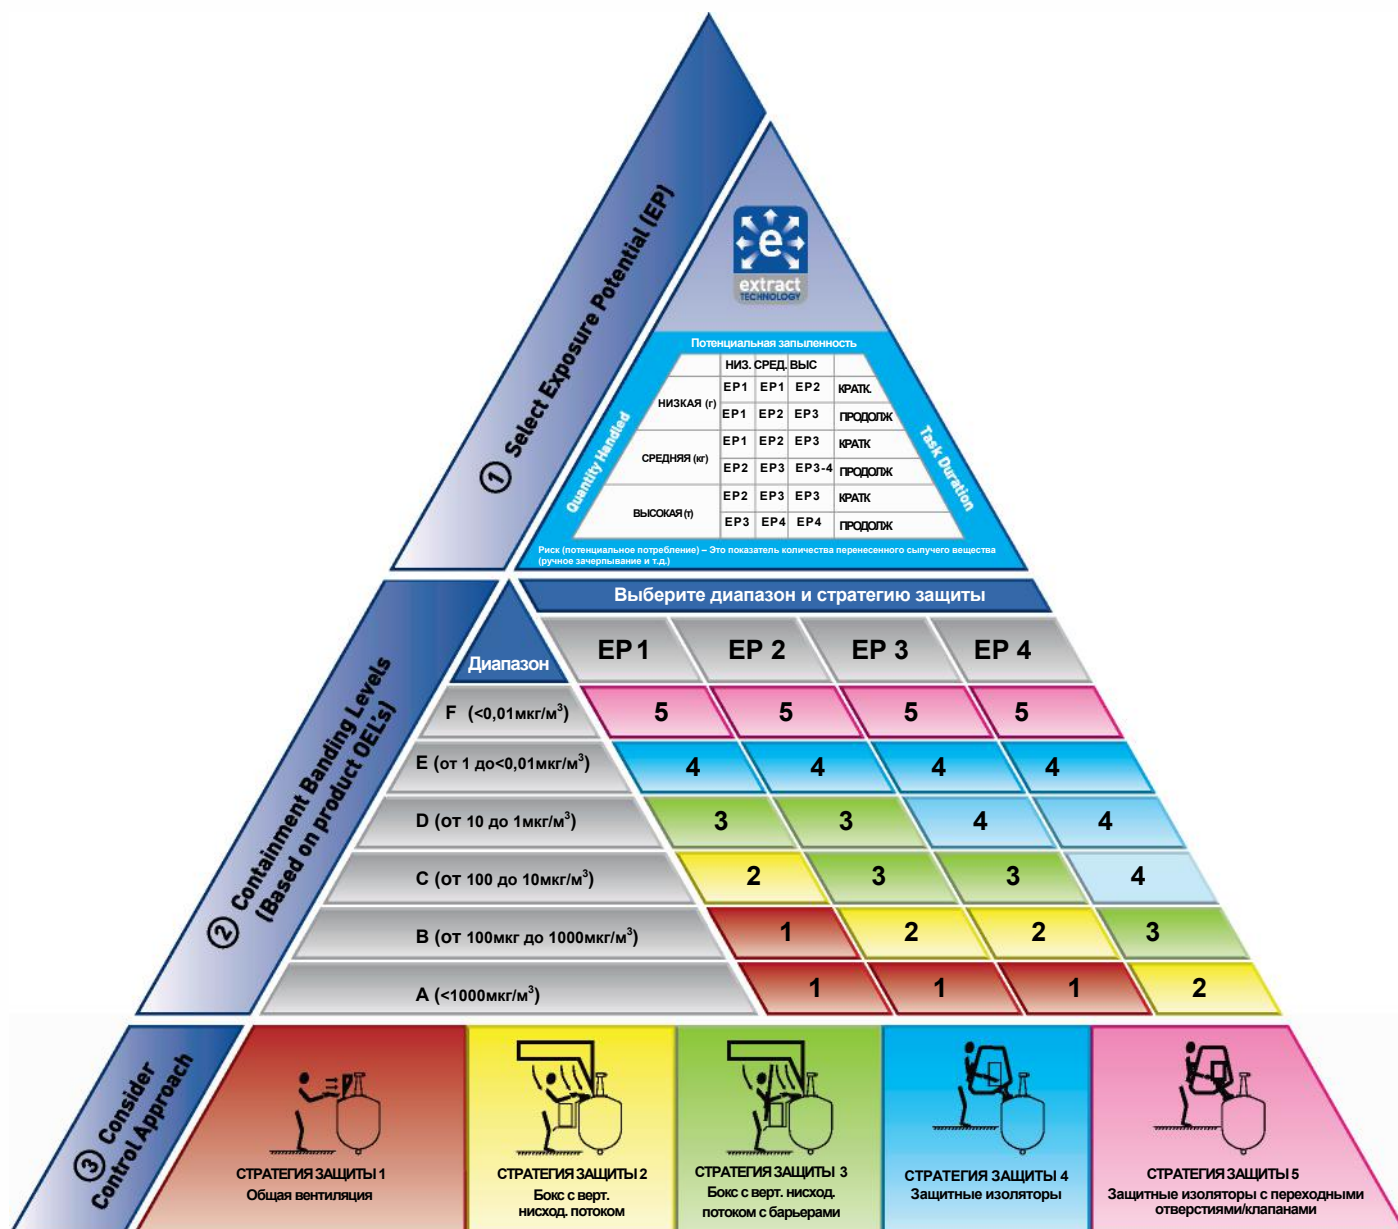 ① Select Exposure Potential (EP)
e
extract
TECHNOLOGY
Потенциальная запыленность
НИЗ. СРЕД. ВЫС
НИЗКАЯ (г)
EP1 EP1 EP2 КРАТК.
EP1 EP2 EP3 ПРОДОЛЖ
СРЕДНЯЯ (кг)
EP1 EP2 EP3 КРАТК
EP2 EP3 EP3-4 ПРОДОЛЖ
ВЫСОКАЯ (т)
EP2 EP3 EP3 КРАТК
EP3 EP4 EP4 ПРОДОЛЖ
Quantity Handled
Task Duration
Риск (потенциальное потребление) – Это показатель количества перенесенного сыпучего вещества
(ручное зачерпывание и т.д.)
② Containment Banding Levels
(Based on product OEL's)
Выберите диапазон и стратегию защиты
Диапазон
EP 1 EP 2 EP 3 EP 4
F (<0,01мкг/м³) 5 5 5 5
E (от 1 до<0,01мкг/м³) 4 4 4 4
D (от 10 до 1мкг/м³) 3 3 4 4
C (от 100 до 10мкг/м³) 2 3 3 4
B (от 100мкг до 1000мкг/м³) 1 2 2 3
A (<1000мкг/м³) 1 1 1 2
③ Consider
Control Approach
СТРАТЕГИЯ ЗАЩИТЫ 1
Общая вентиляция
СТРАТЕГИЯ ЗАЩИТЫ 2
Бокс с верт.
нисход. потоком
СТРАТЕГИЯ ЗАЩИТЫ 3
Бокс с верт. нисход.
потоком с барьерами
СТРАТЕГИЯ ЗАЩИТЫ 4
Защитные изоляторы
СТРАТЕГИЯ ЗАЩИТЫ 5
Защитные изоляторы с переходными
отверстиями/клапанами